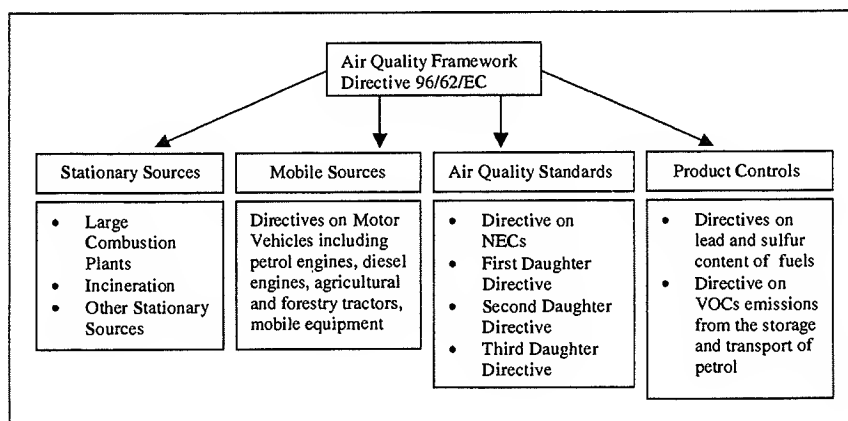 Air Quality Framework
Directive 96/62/EC
Stationary Sources
Mobile Sources
Air Quality Standards
Product Controls
• Large
Combustion
Plants
• Incineration
• Other Stationary
Sources
Directives on Motor
Vehicles including
petrol engines, diesel
engines, agricultural
and forestry tractors,
mobile equipment
• Directive on
NECs
• First Daughter
Directive
• Second Daughter
Directive
• Third Daughter
Directive
• Directives on
lead and sulfur
content of fuels
• Directive on
VOCs emissions
from the storage
and transport of
petrol